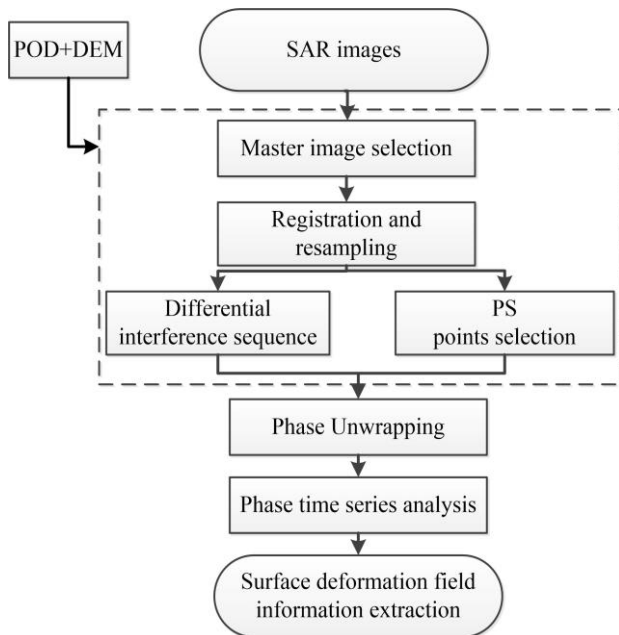 POD+DEM
SAR images
Master image selection
Registration and
resampling
Differential
interference sequence
PS
points selection
Phase Unwrapping
Phase time series analysis
Surface deformation field
information extraction